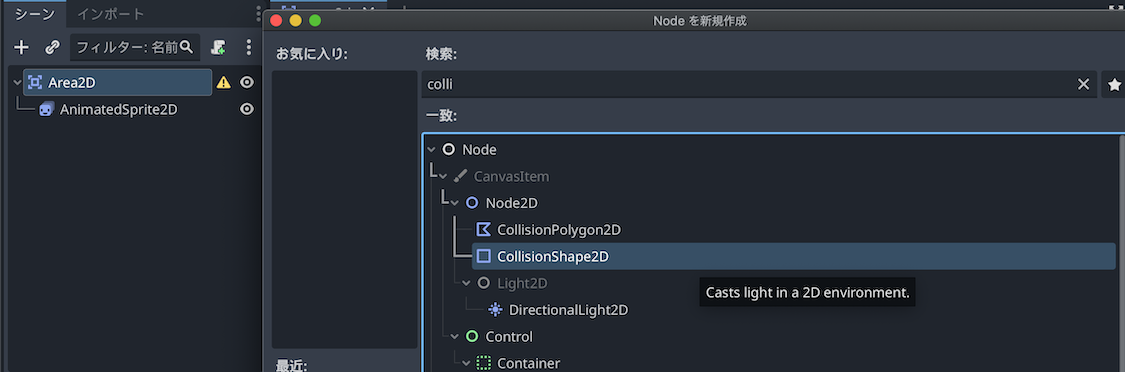 シーン インポート
Node を新規作成
フィルター: 名前
お気に入り:
検索:
colli
Area2D
AnimatedSprite2D
一致:
Node
CanvasItem
Node2D
CollisionPolygon2D
CollisionShape2D
Light2D
Casts light in a 2D environment.
DirectionalLight2D
Control
Container
最近: